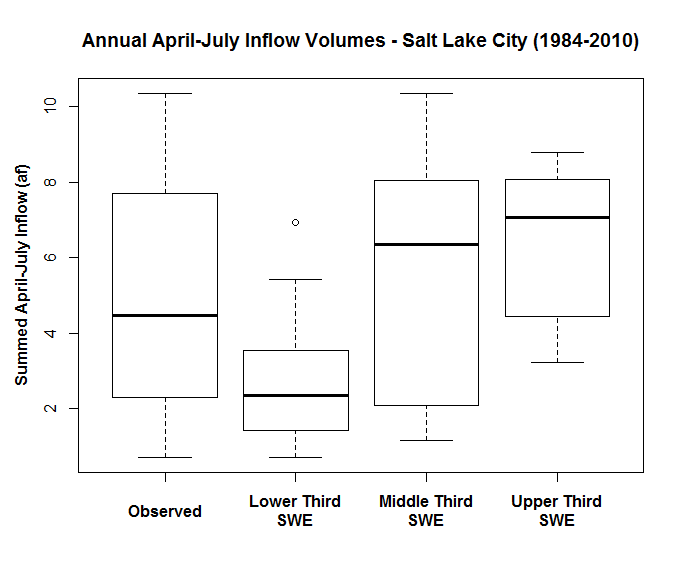 Annual April-July Inflow Volumes - Salt Lake City (1984-2010)
Summed April-July Inflow (af)
10
8
6
4
2
Observed
Lower Third
SWE
Middle Third
SWE
Upper Third
SWE